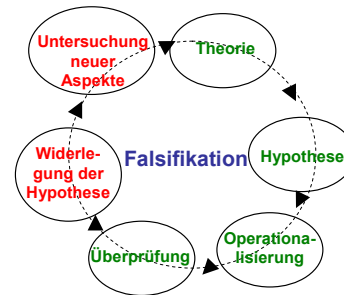 Untersuchung
neuer
Aspekte
Theorie
Widerle-
gung der
Hypothese
Falsifikation
Hypothese
Überprüfung
Operationa-
lisierung